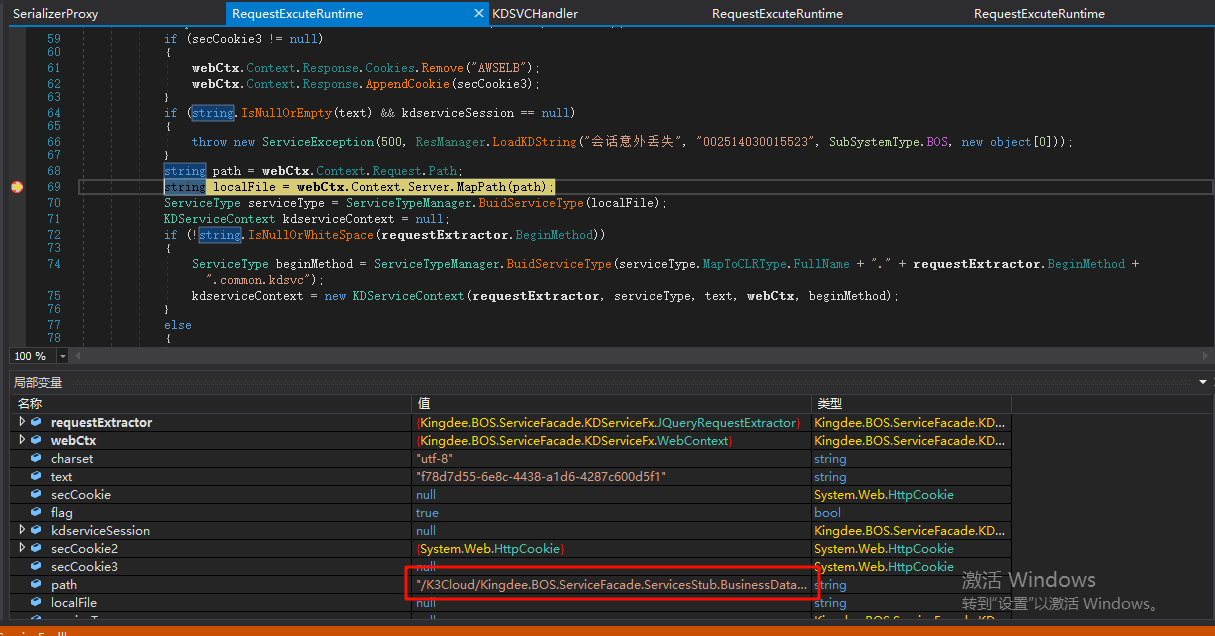 SerializerProxy RequestExcuteRuntime × KDSVCHandler RequestExcuteRuntime RequestExcuteRuntime
59 if (secCookie3 != null)
60 {
61 webCtx.Context.Response.Cookies.Remove("AWSELB");
62 webCtx.Context.Response.AppendCookie(secCookie3);
63 }
64 if (string.IsNullOrEmpty(text) && kdserviceSession == null)
65 {
66 throw new ServiceException(500, ResManager.LoadKDString("会话意外丢失", "002514030015523", SubSystemType.BOS, new object[0]));
67 }
68 string path = webCtx.Context.Request.Path;
69 string localFile = webCtx.Context.Server.MapPath(path);
70 ServiceType serviceType = ServiceTypeManager.BuidServiceType(localFile);
71 KDServiceContext kdserviceContext = null;
72 if (!string.IsNullOrWhiteSpace(requestExtractor.BeginMethod))
73 {
74 ServiceType beginMethod = ServiceTypeManager.BuidServiceType(serviceType.MapToCLRType.FullName + "." + requestExtractor.BeginMethod +
".common.kdsvc");
75 kdserviceContext = new KDServiceContext(requestExtractor, serviceType, text, webCtx, beginMethod);
76 }
77 else
78 {
100 %
局部变量
名称 值 类型
requestExtractor {Kingdee.BOS.ServiceFacade.KDServiceFx.JQueryRequestExtractor} Kingdee.BOS.ServiceFacade.KD...
webCtx {Kingdee.BOS.ServiceFacade.KDServiceFx.WebContext} Kingdee.BOS.ServiceFacade.KD...
charset "utf-8" string
text "f78d7d55-6e8c-4438-a1d6-4287c600d5f1" string
secCookie null System.Web.HttpCookie
flag true bool
kdserviceSession null Kingdee.BOS.ServiceFacade.KD...
secCookie2 {System.Web.HttpCookie} System.Web.HttpCookie
secCookie3 null System.Web.HttpCookie
path "/K3Cloud/Kingdee.BOS.ServiceFacade.ServicesStub.BusinessData... string
localFile null string
激活 Windows
转到"设置"以激活 Windows。